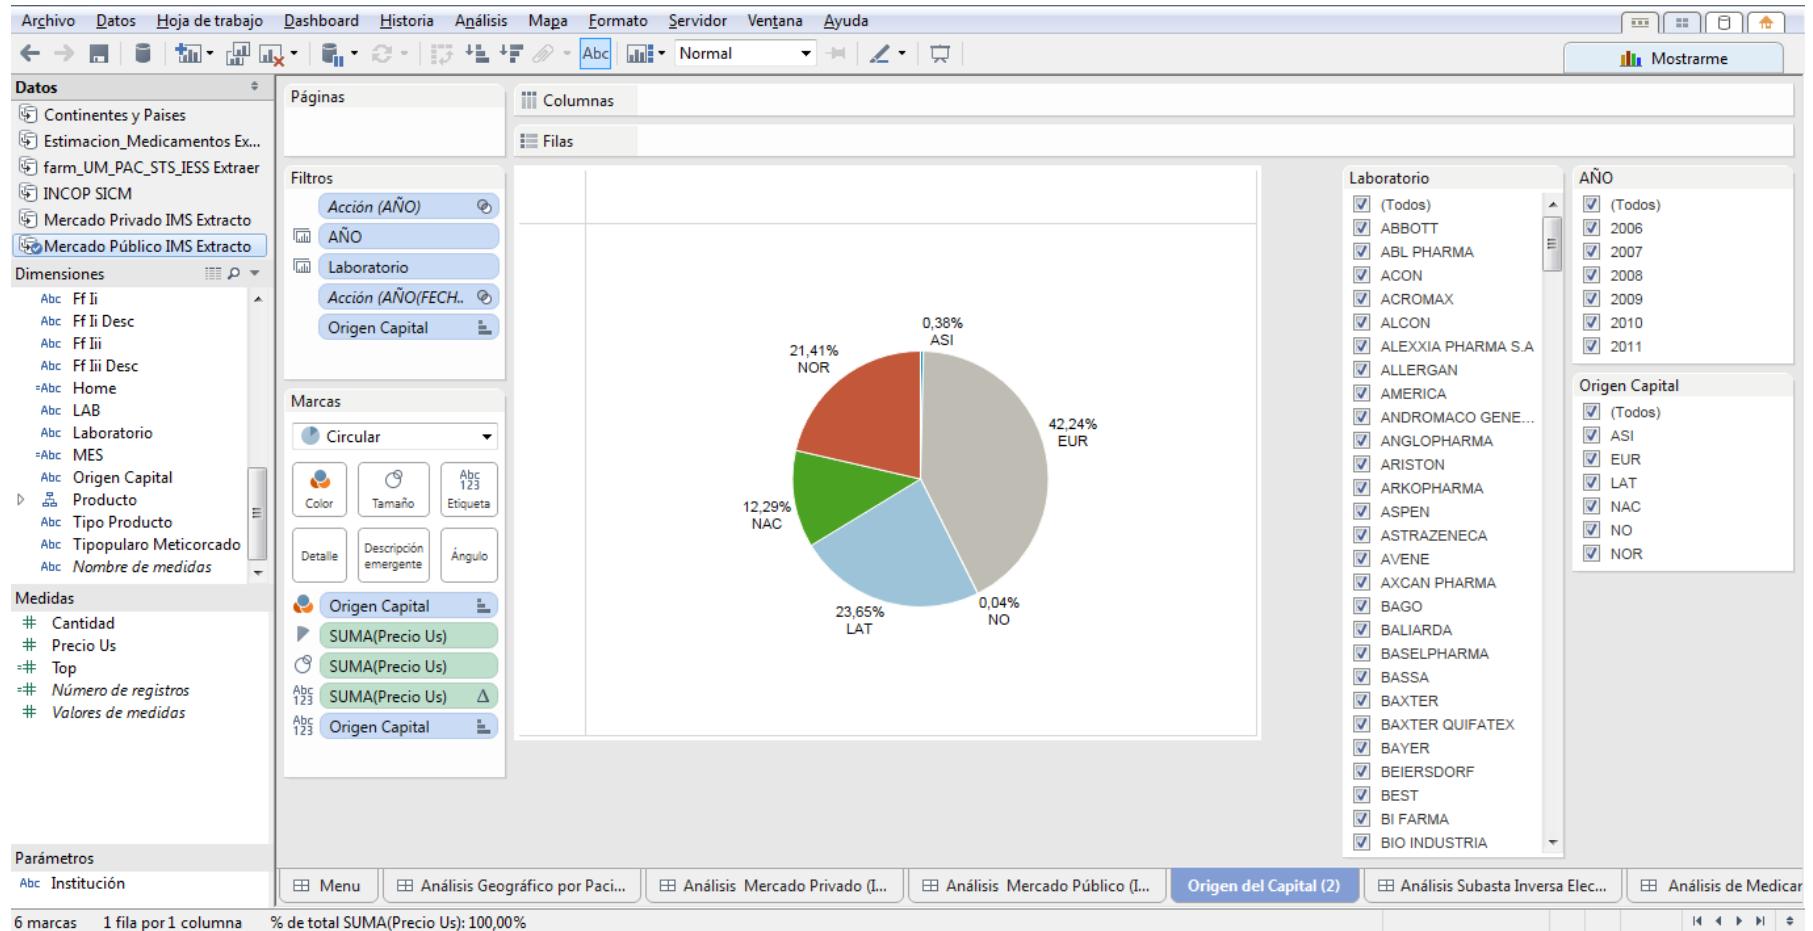 Archivo Datos Hoja de trabajo Dashboard Historia Análisis Mapa Formato Servidor Ventana Ayuda
Abc
Normal
Mostrarme
Datos
Continentes y Paises
Estimacion_Medicamentos Ex...
farm_UM_PAC_STS_IESS Extraer
INCOP SICM
Mercado Privado IMS Extracto
Mercado Público IMS Extracto
Dimensiones
Abc Ff Ii
Abc Ff Ii Desc
Abc Ff Iii
Abc Ff Iii Desc
=Abc Home
Abc LAB
Abc Laboratorio
=Abc MES
Abc Origen Capital
Producto
Abc Tipo Producto
Abc Tipopularo Meticorcado
Abc Nombre de medidas
Medidas
# Cantidad
# Precio Us
=# Top
=# Número de registros
# Valores de medidas
Parámetros
Abc Institución
Páginas
Filtros
Acción (AÑO)
AÑO
Laboratorio
Acción (AÑO(FECH..
Origen Capital
Marcas
Circular
Color
Tamaño
Abc
123
Etiqueta
Detalle
Descripción
emergente
Ángulo
Origen Capital
SUMA(Precio Us)
SUMA(Precio Us)
Abc
123
SUMA(Precio Us) Δ
Abc
123
Origen Capital
Columnas
Filas
0,38%
ASI
21,41%
NOR
42,24%
EUR
12,29%
NAC
23,65%
LAT
0,04%
NO
Laboratorio
(Todos)
ABBOTT
ABL PHARMA
ACON
ACROMAX
ALCON
ALEXXIA PHARMA S.A
ALLERGAN
AMERICA
ANDROMACO GENE...
ANGLOPHARMA
ARISTON
ARKOPHARMA
ASPEN
ASTRAZENECA
AVENE
AXCAN PHARMA
BAGO
BALIARDA
BASELPHARMA
BASSA
BAXTER
BAXTER QUIFATEX
BAYER
BEIERSDORF
BEST
BI FARMA
BIO INDUSTRIA
AÑO
(Todos)
2006
2007
2008
2009
2010
2011
Origen Capital
(Todos)
ASI
EUR
LAT
NAC
NO
NOR
Menu
Análisis Geográfico por Paci...
Análisis Mercado Privado (I...
Análisis Mercado Público (I...
Origen del Capital (2)
Análisis Subasta Inversa Elec...
Análisis de Medicar
6 marcas 1 fila por 1 columna % de total SUMA(Precio Us): 100,00%